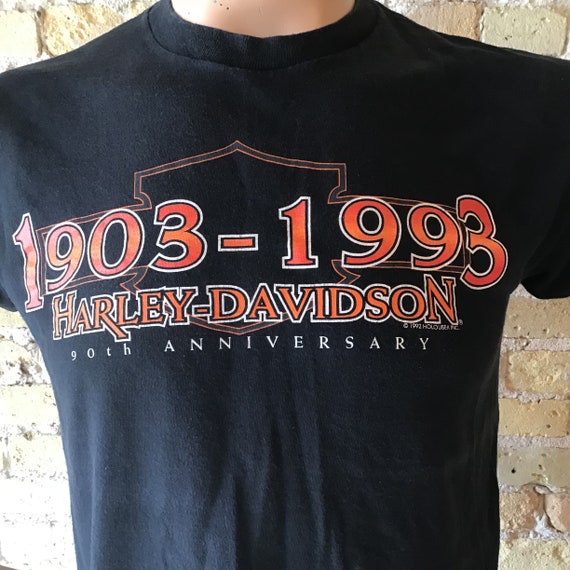 1903-1993
HARLEY-DAVIDSON®
© 1992 HOLOUBEK INC.
90th ANNIVERSARY